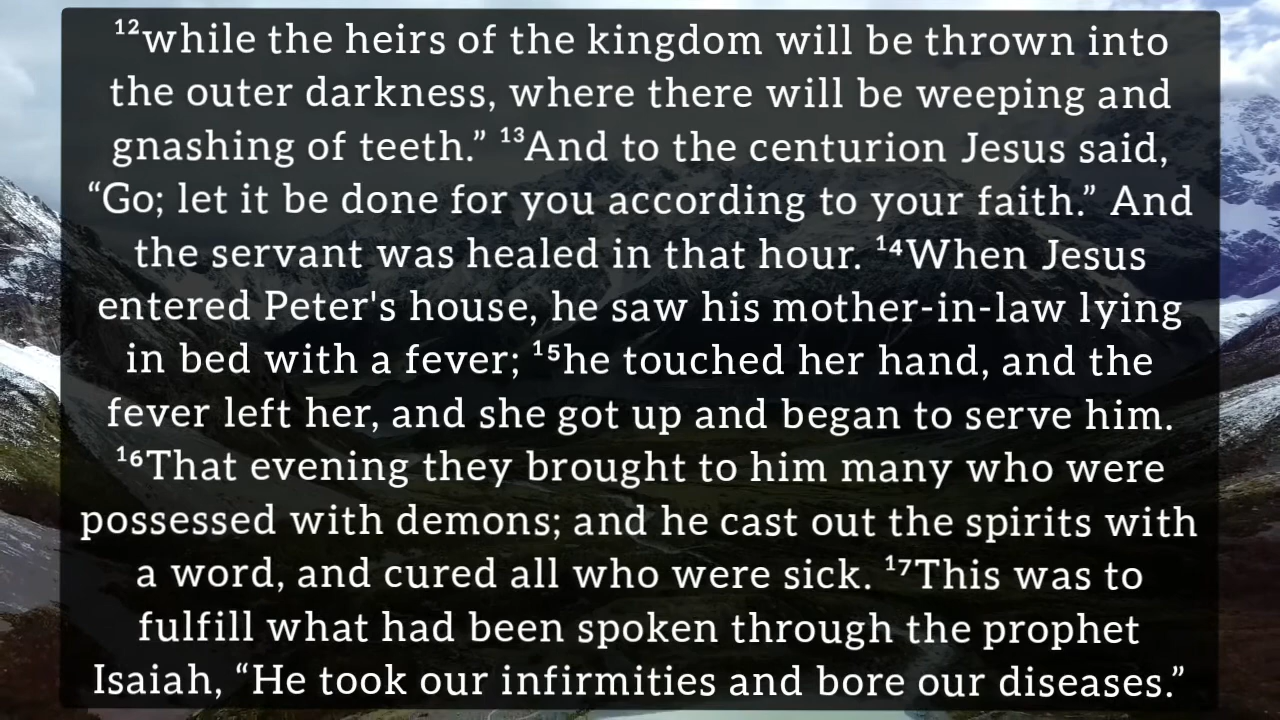 ¹²while the heirs of the kingdom will be thrown into
the outer darkness, where there will be weeping and
gnashing of teeth.” ¹³And to the centurion Jesus said,
“Go; let it be done for you according to your faith.” And
the servant was healed in that hour. ¹⁴When Jesus
entered Peter's house, he saw his mother-in-law lying
in bed with a fever; ¹⁵he touched her hand, and the
fever left her, and she got up and began to serve him.
¹⁶That evening they brought to him many who were
possessed with demons; and he cast out the spirits with
a word, and cured all who were sick. ¹⁷This was to
fulfill what had been spoken through the prophet
Isaiah, “He took our infirmities and bore our diseases.”